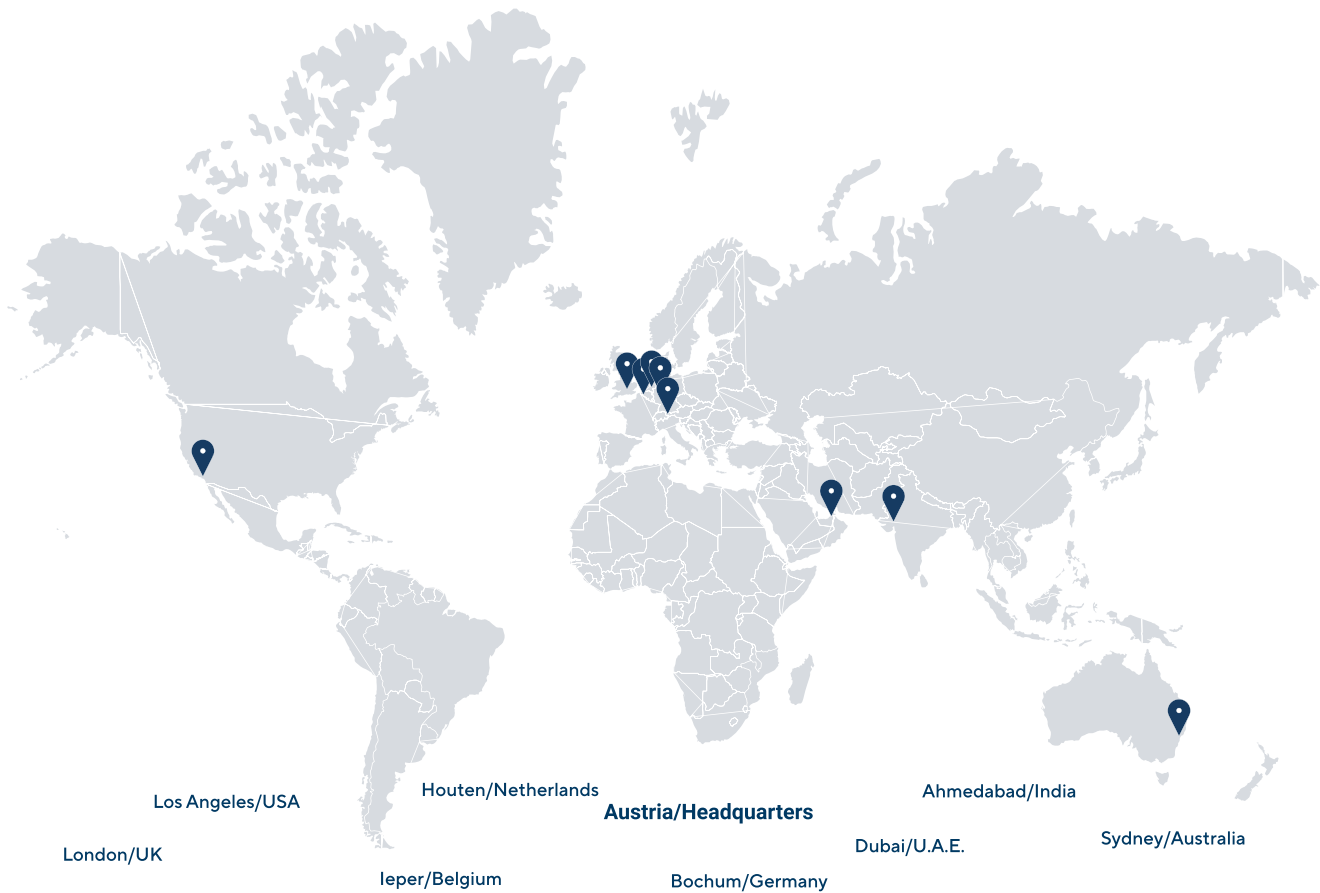 Houten/Netherlands
Ahmedabad/India
Los Angeles/USA
Austria/Headquarters
Sydney/Australia
Dubai/U.A.E.
London/UK
Ieper/Belgium
Bochum/Germany